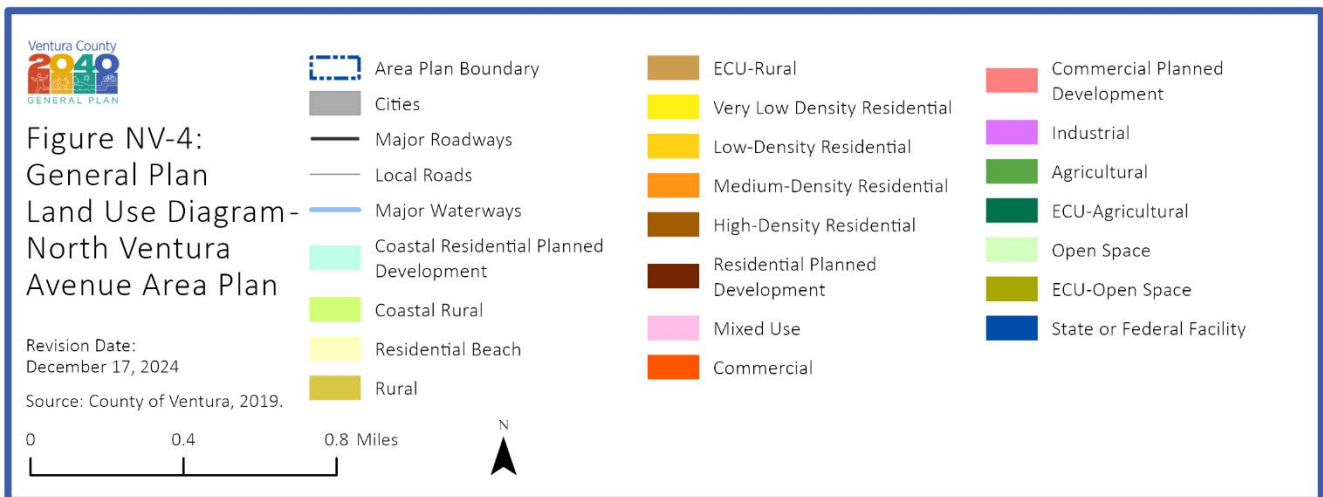 Ventura County
2040
GENERAL PLAN
Figure NV-4:
General Plan
Land Use Diagram-
North Ventura
Avenue Area Plan
Revision Date:
December 17, 2024
Source: County of Ventura, 2019.
0 0.4 0.8 Miles
Area Plan Boundary
Cities
Major Roadways
Local Roads
Major Waterways
Coastal Residential Planned
Development
Coastal Rural
Residential Beach
Rural
N
ECU-Rural
Very Low Density Residential
Low-Density Residential
Medium-Density Residential
High-Density Residential
Residential Planned
Development
Mixed Use
Commercial
Commercial Planned
Development
Industrial
Agricultural
ECU-Agricultural
Open Space
ECU-Open Space
State or Federal Facility